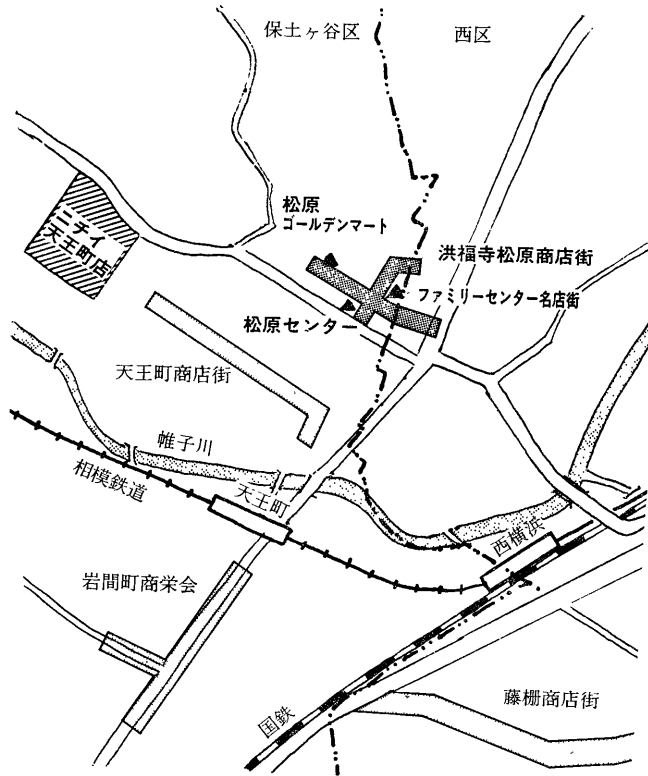 保土ヶ谷区
西区
松原
ゴールデンマート
ニチイ
天王町店
洪福寺松原商店街
ファミリーセンター名店街
松原センター
天王町商店街
帷子川
相模鉄道
天王町
西横浜
岩間町商栄会
藤棚商店街
国鉄